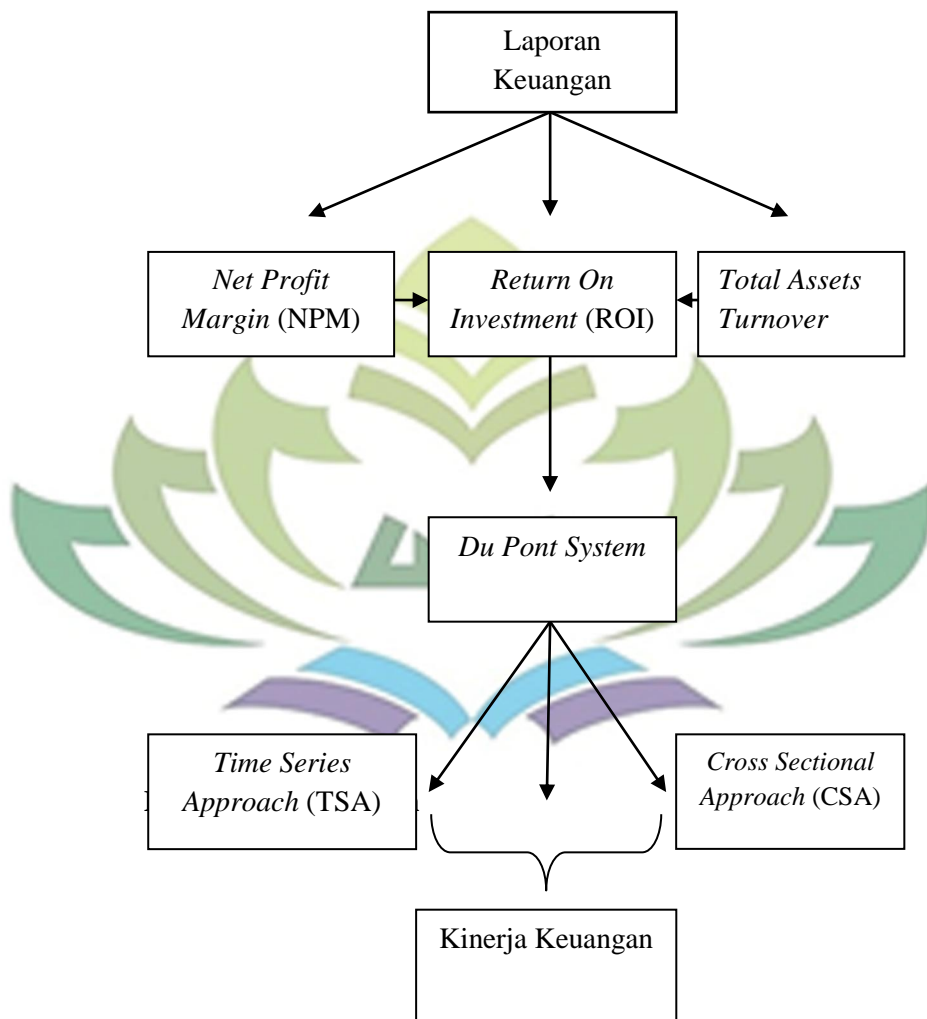 Laporan
Keuangan
Net Profit
Margin (NPM)
Return On
Investment (ROI)
Total Assets
Turnover
Du Pont System
Time Series
Approach (TSA)
Cross Sectional
Approach (CSA)
Kinerja Keuangan